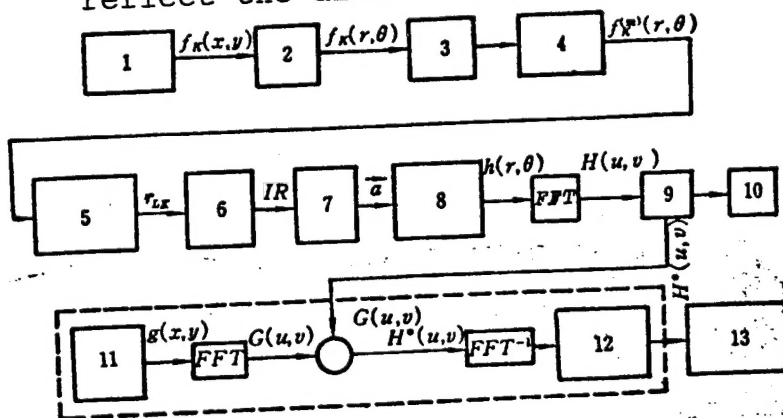 reflect the
f_K(x,y) f_K(r,θ) f_K^(m)(r,θ)
1 2 3 4
r_LK IR a⃗ h(r,θ) H(u,v)
5 6 7 8 FFT 9 10
H*(u,v)
g(x,y) G(u,v) G(u,v) H*(u,v)
11 FFT FFT⁻¹ 12 13